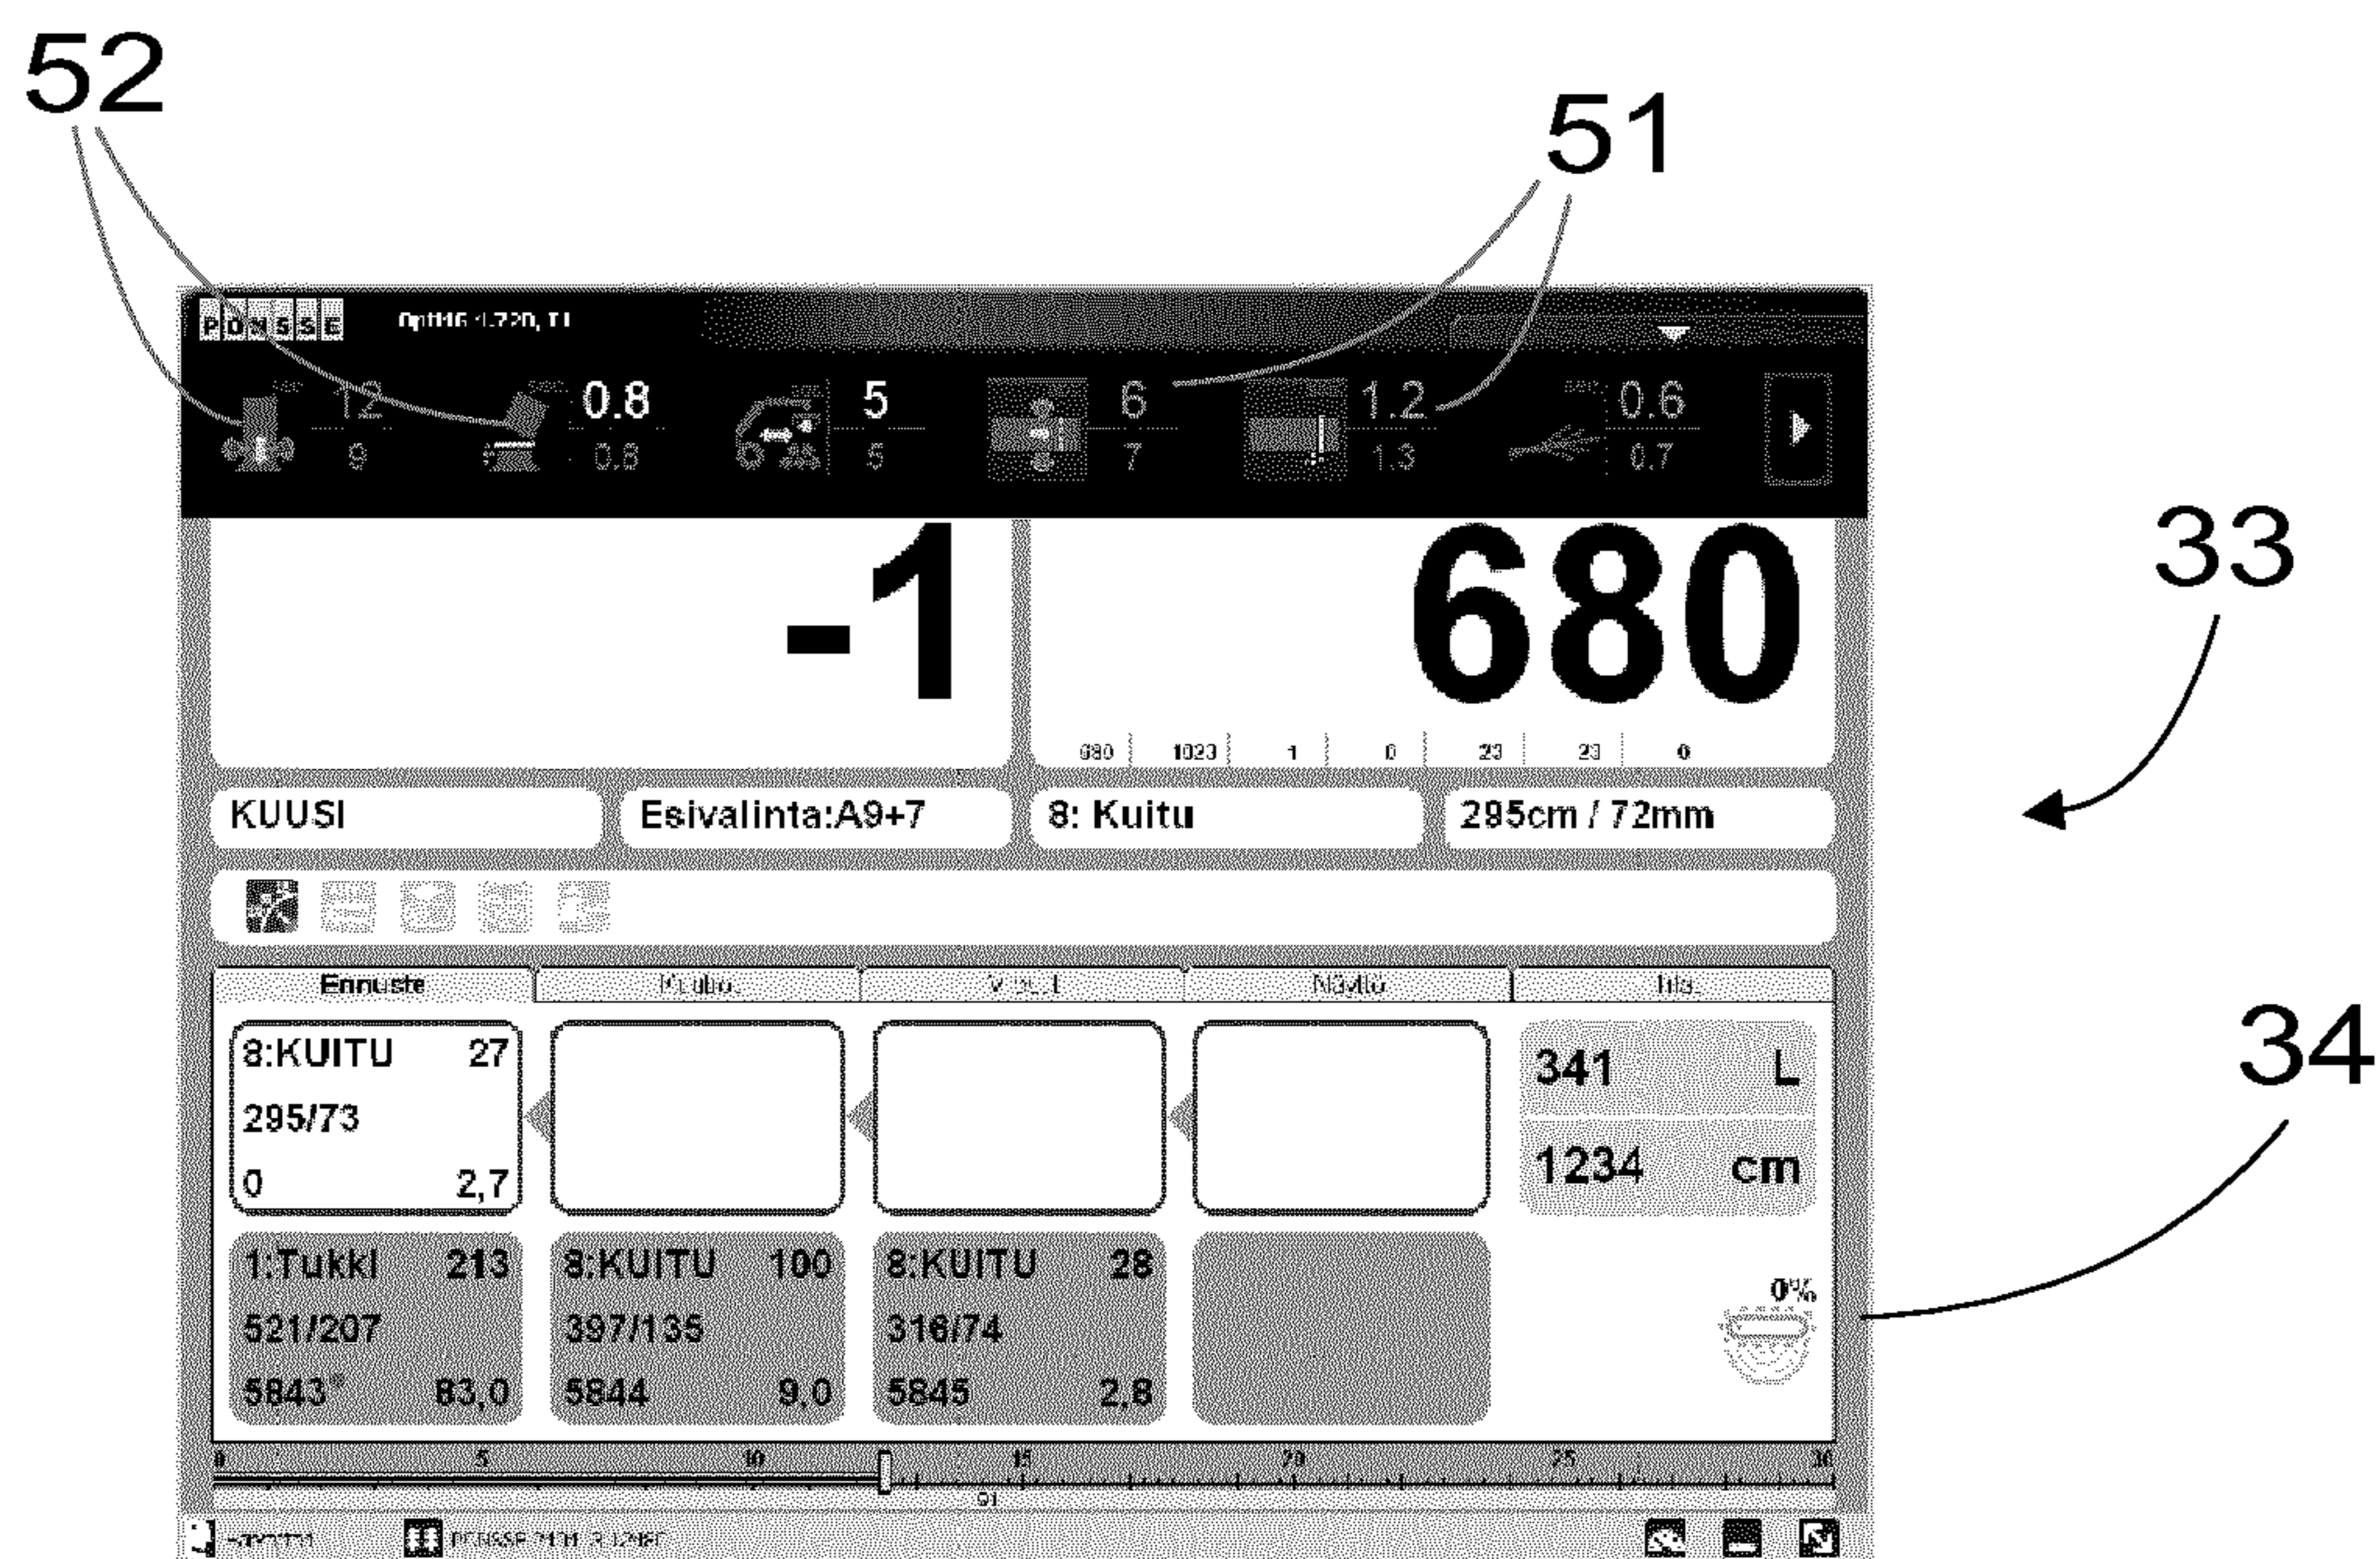 52
51
PONSSE
12 0.8 5 6 1.2 0.6
9 0.8 5 7 1.3 0.7
-1 680
33
680 1023 1 0 23 23 0
KUUSI Esivalinta:A9+7 8: Kuitu 295cm / 72mm
Ennuste Näyttö
8:KUITU 27
295/73
0 2,7
341 L
1234 cm
34
1:Tukki 213 8:KUITU 100 8:KUITU 28
521/207 397/135 316/74
0%
5843* 83,0 5844 9,0 5845 2,8
0 5 10 15 20 25 30
91